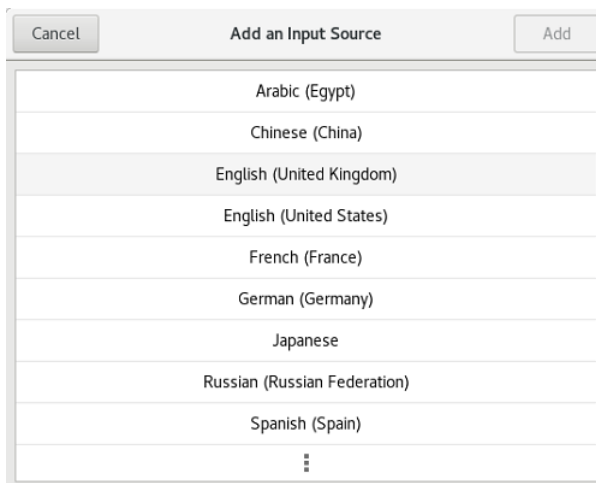 Cancel
Add an Input Source
Add
Arabic (Egypt)
Chinese (China)
English (United Kingdom)
English (United States)
French (France)
German (Germany)
Japanese
Russian (Russian Federation)
Spanish (Spain)